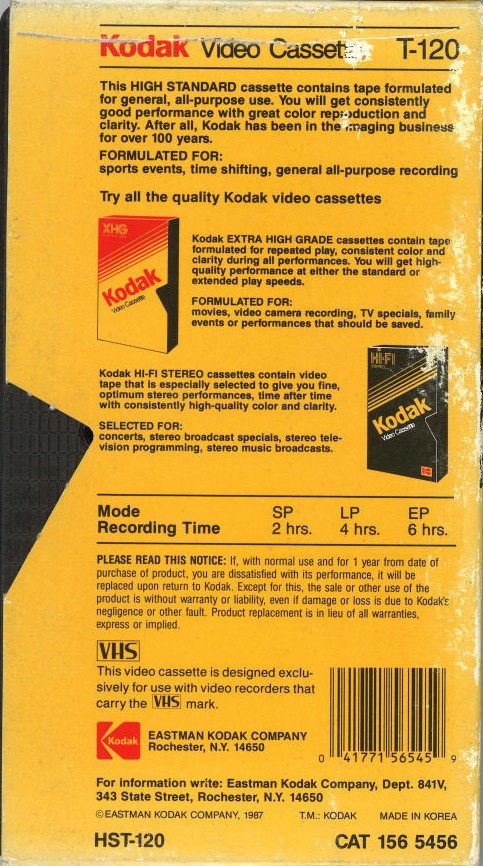 Kodak Video Cassette T-120
This HIGH STANDARD cassette contains tape formulated
for general, all-purpose use. You will get consistently
good performance with great color reproduction and
clarity. After all, Kodak has been in the imaging business
for over 100 years.
FORMULATED FOR:
sports events, time shifting, general all-purpose recording
Try all the quality Kodak video cassettes
XHG
Kodak
Video Cassette
Kodak EXTRA HIGH GRADE cassettes contain tape
formulated for repeated play, consistent color and
clarity during all performances. You will get high-
quality performance at either the standard or
extended play speeds.
FORMULATED FOR:
movies, video camera recording, TV specials, family
events or performances that should be saved.
Kodak HI-FI STEREO cassettes contain video
tape that is especially selected to give you fine,
optimum stereo performances, time after time
with consistently high-quality color and clarity.
SELECTED FOR:
concerts, stereo broadcast specials, stereo tele-
vision programming, stereo music broadcasts.
HI-FI
STEREO
Kodak
Video Cassette
Mode SP LP EP
Recording Time 2 hrs. 4 hrs. 6 hrs.
PLEASE READ THIS NOTICE: If, with normal use and for 1 year from date of
purchase of product, you are dissatisfied with its performance, it will be
replaced upon return to Kodak. Except for this, the sale or other use of the
product is without warranty or liability, even if damage or loss is due to Kodak's
negligence or other fault. Product replacement is in lieu of all warranties,
express or implied.
VHS
This video cassette is designed exclu-
sively for use with video recorders that
carry the VHS mark.
Kodak
EASTMAN KODAK COMPANY
Rochester, N.Y. 14650
0 41771 56545 9
For information write: Eastman Kodak Company, Dept. 841V,
343 State Street, Rochester, N.Y. 14650
©EASTMAN KODAK COMPANY, 1987 T.M.: KODAK MADE IN KOREA
HST-120 CAT 156 5456